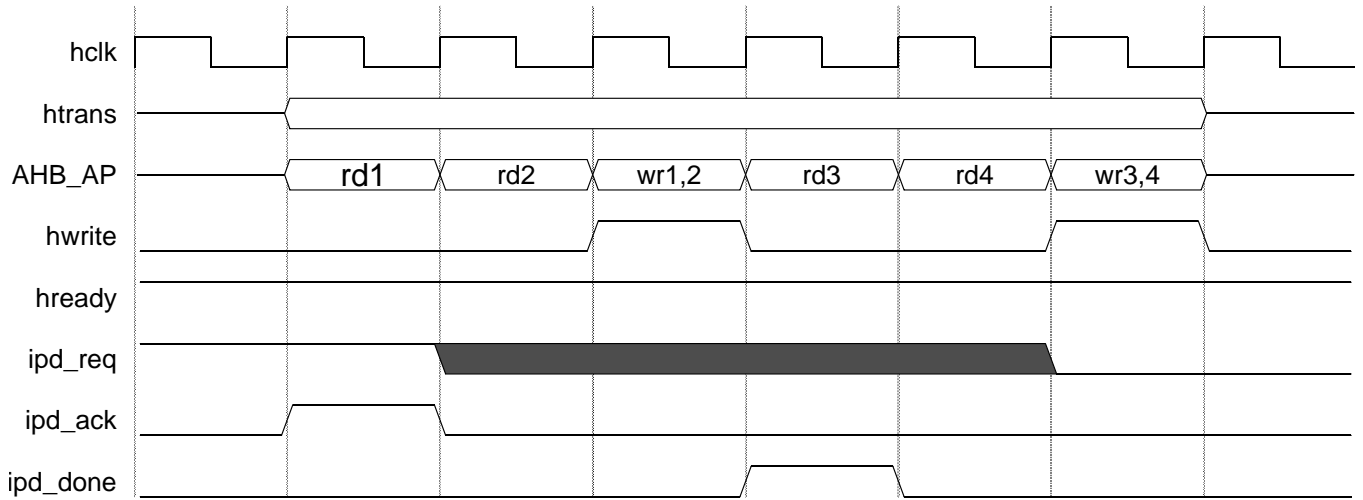 hclk
htrans
AHB_AP rd1 rd2 wr1,2 rd3 rd4 wr3,4
hwrite
hready
ipd_req
ipd_ack
ipd_done